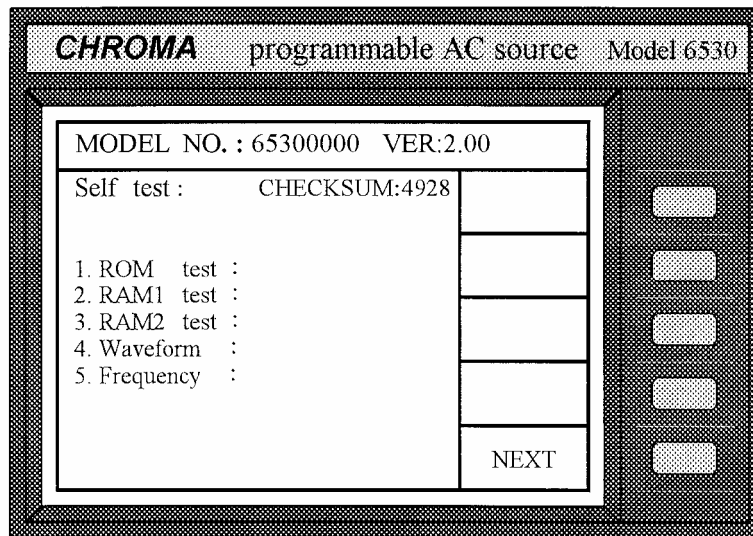 CHROMA programmable AC source Model 6530
MODEL NO. : 65300000 VER:2.00
Self test : CHECKSUM:4928
1. ROM test :
2. RAM1 test :
3. RAM2 test :
4. Waveform :
5. Frequency :
NEXT